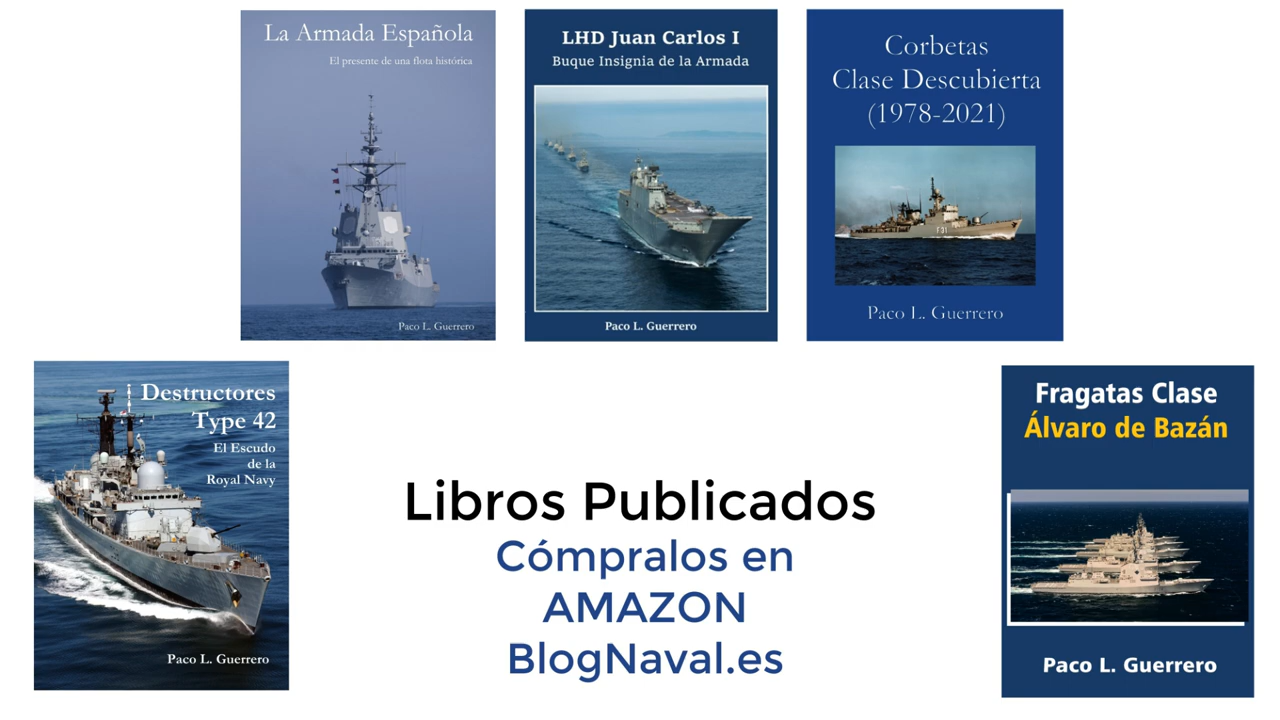 La Armada Española
El presente de una flota histórica
Paco L. Guerrero
LHD Juan Carlos I
Buque Insignia de la Armada
Paco L. Guerrero
Corbetas
Clase Descubierta
(1978-2021)
F31
Paco L. Guerrero
Destructores
Type 42
El Escudo
de la
Royal Navy
Paco L. Guerrero
Libros Publicados
Cómpralos en
AMAZON
BlogNaval.es
Fragatas Clase
Álvaro de Bazán
Paco L. Guerrero